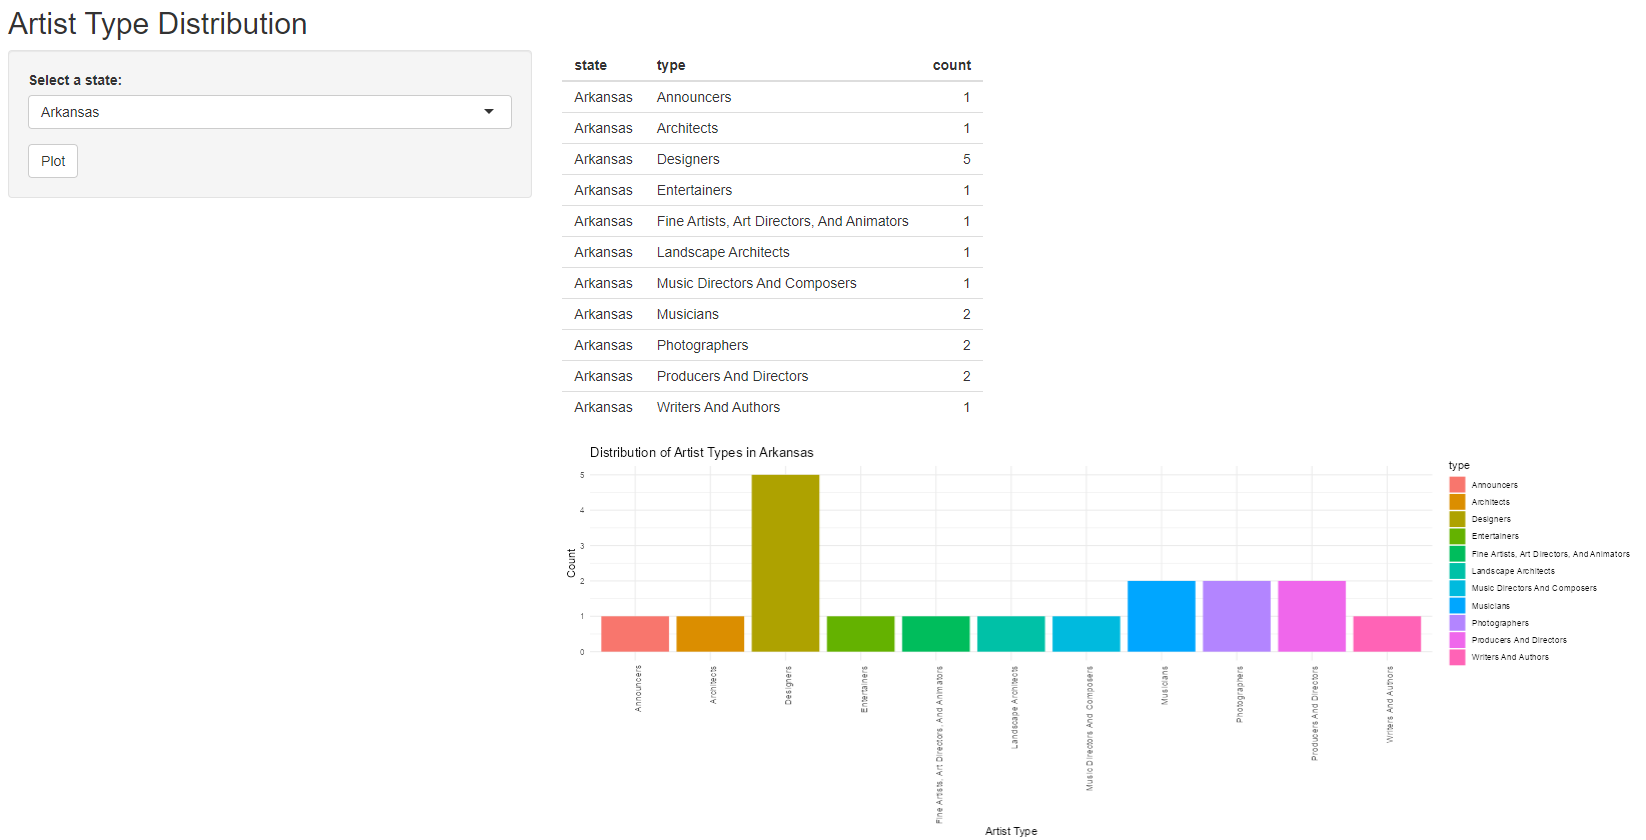 Artist Type Distribution
Select a state:
Arkansas
Plot
state type count
Arkansas Announcers 1
Arkansas Architects 1
Arkansas Designers 5
Arkansas Entertainers 1
Arkansas Fine Artists, Art Directors, And Animators 1
Arkansas Landscape Architects 1
Arkansas Music Directors And Composers 1
Arkansas Musicians 2
Arkansas Photographers 2
Arkansas Producers And Directors 2
Arkansas Writers And Authors 1
Distribution of Artist Types in Arkansas
5
4
3
2
1
0
Count
Announcers
Architects
Designers
Entertainers
Fine Artists, Art Directors, And Animators
Landscape Architects
Music Directors And Composers
Musicians
Photographers
Producers And Directors
Writers And Authors
Artist Type
type
Announcers
Architects
Designers
Entertainers
Fine Artists, Art Directors, And Animators
Landscape Architects
Music Directors And Composers
Musicians
Photographers
Producers And Directors
Writers And Authors